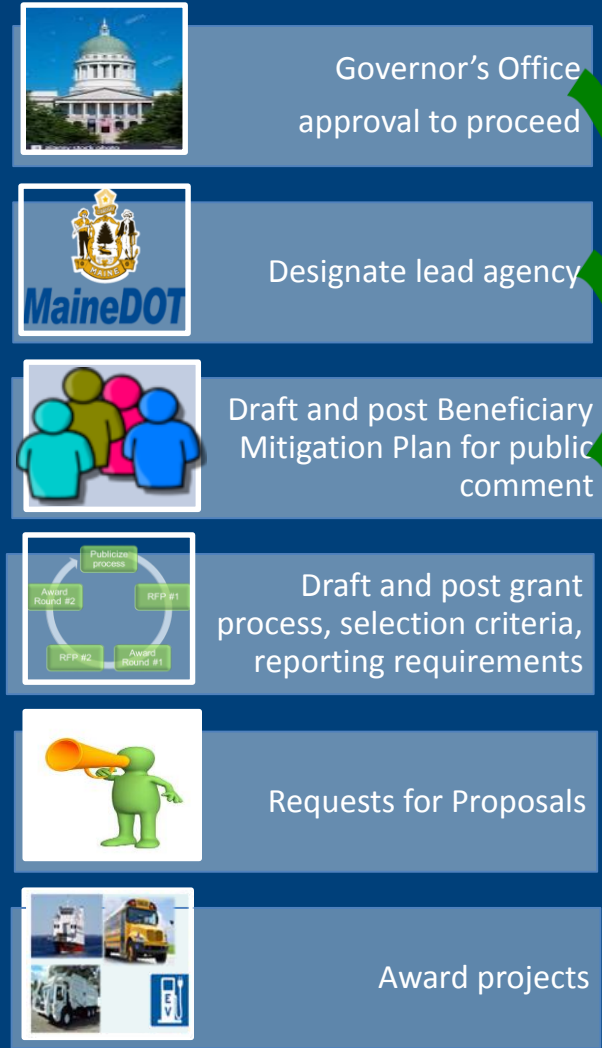 Governor's Office
approval to proceed
MAINE
MaineDOT
Designate lead agency
Draft and post Beneficiary
Mitigation Plan for public
comment
Publicize
process
Award
Round #2
RFP #1
RFP #2
Award
Round #1
Draft and post grant
process, selection criteria,
reporting requirements
Requests for Proposals
EV
Award projects